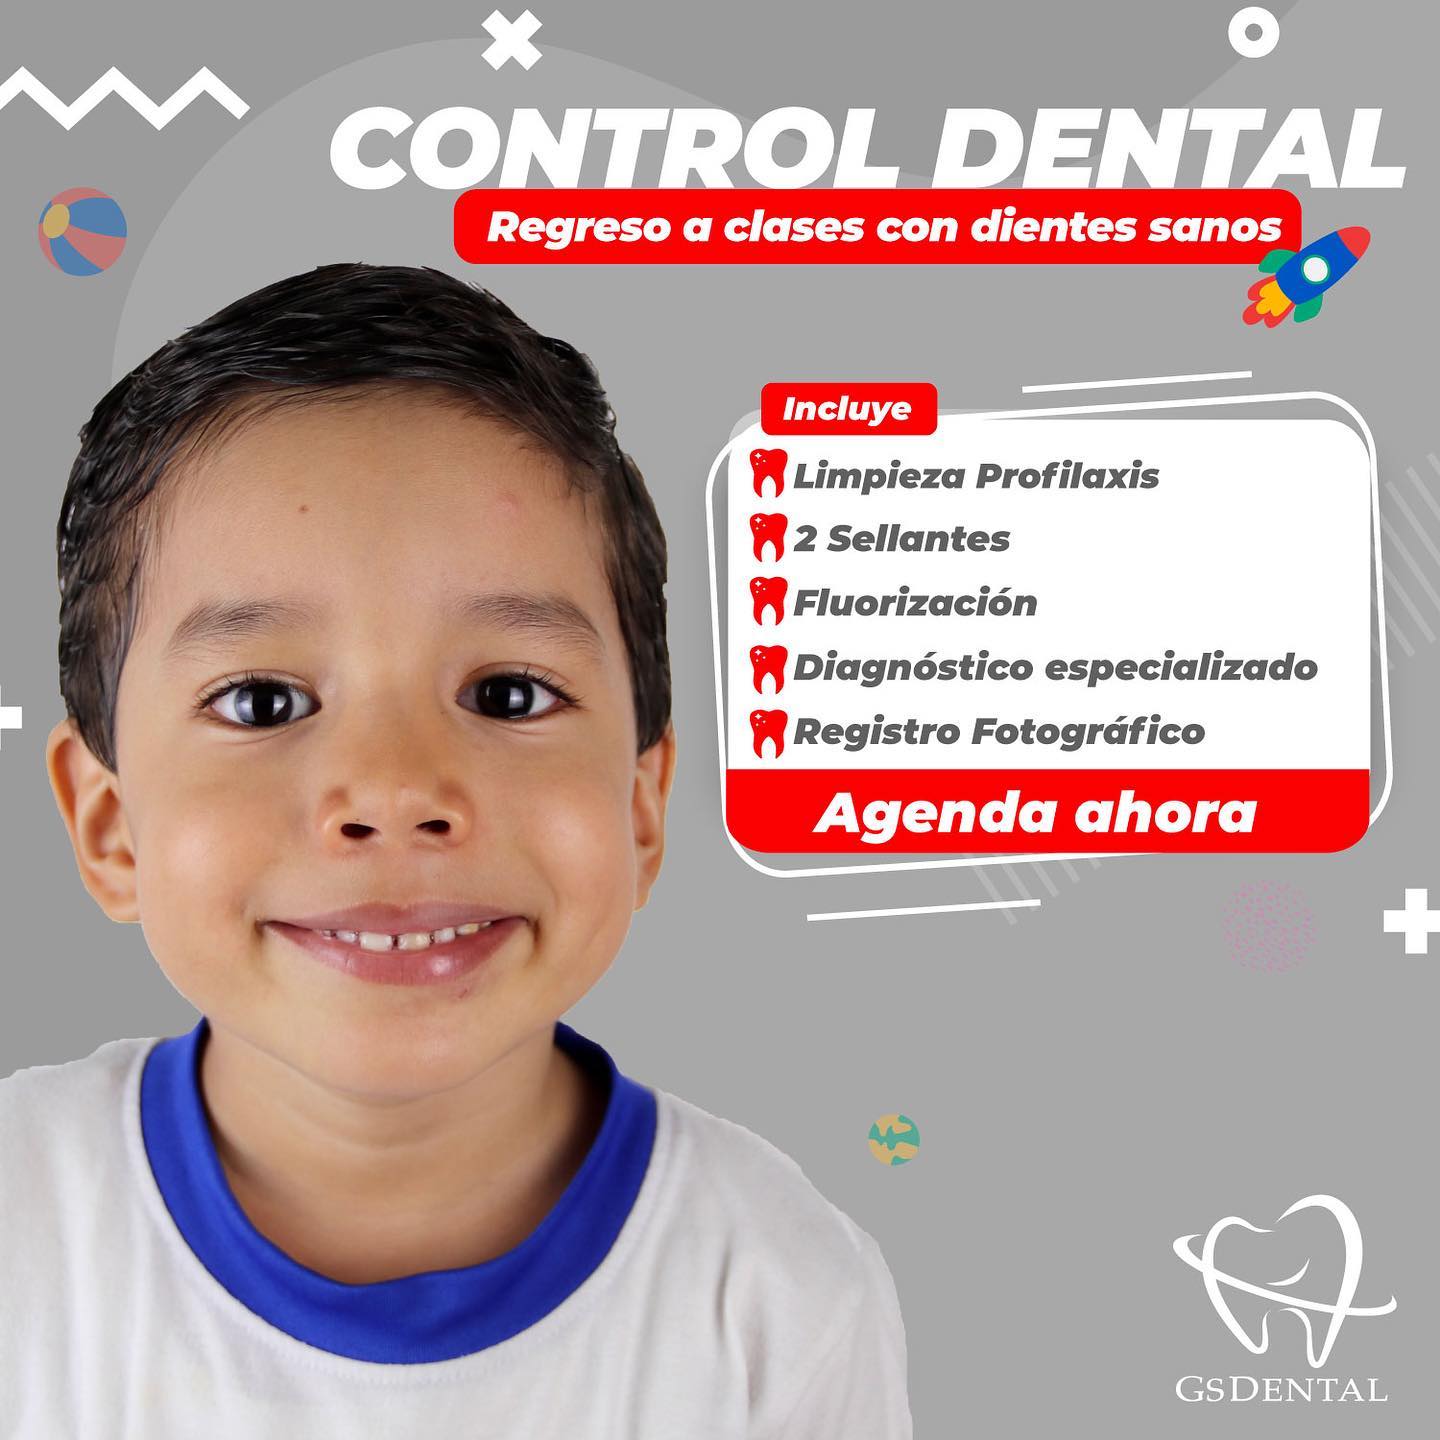 CONTROL DENTAL
Regreso a clases con dientes sanos
Incluye
Limpieza Profilaxis
2 Sellantes
Fluorización
Diagnóstico especializado
Registro Fotográfico
Agenda ahora
GSDENTAL